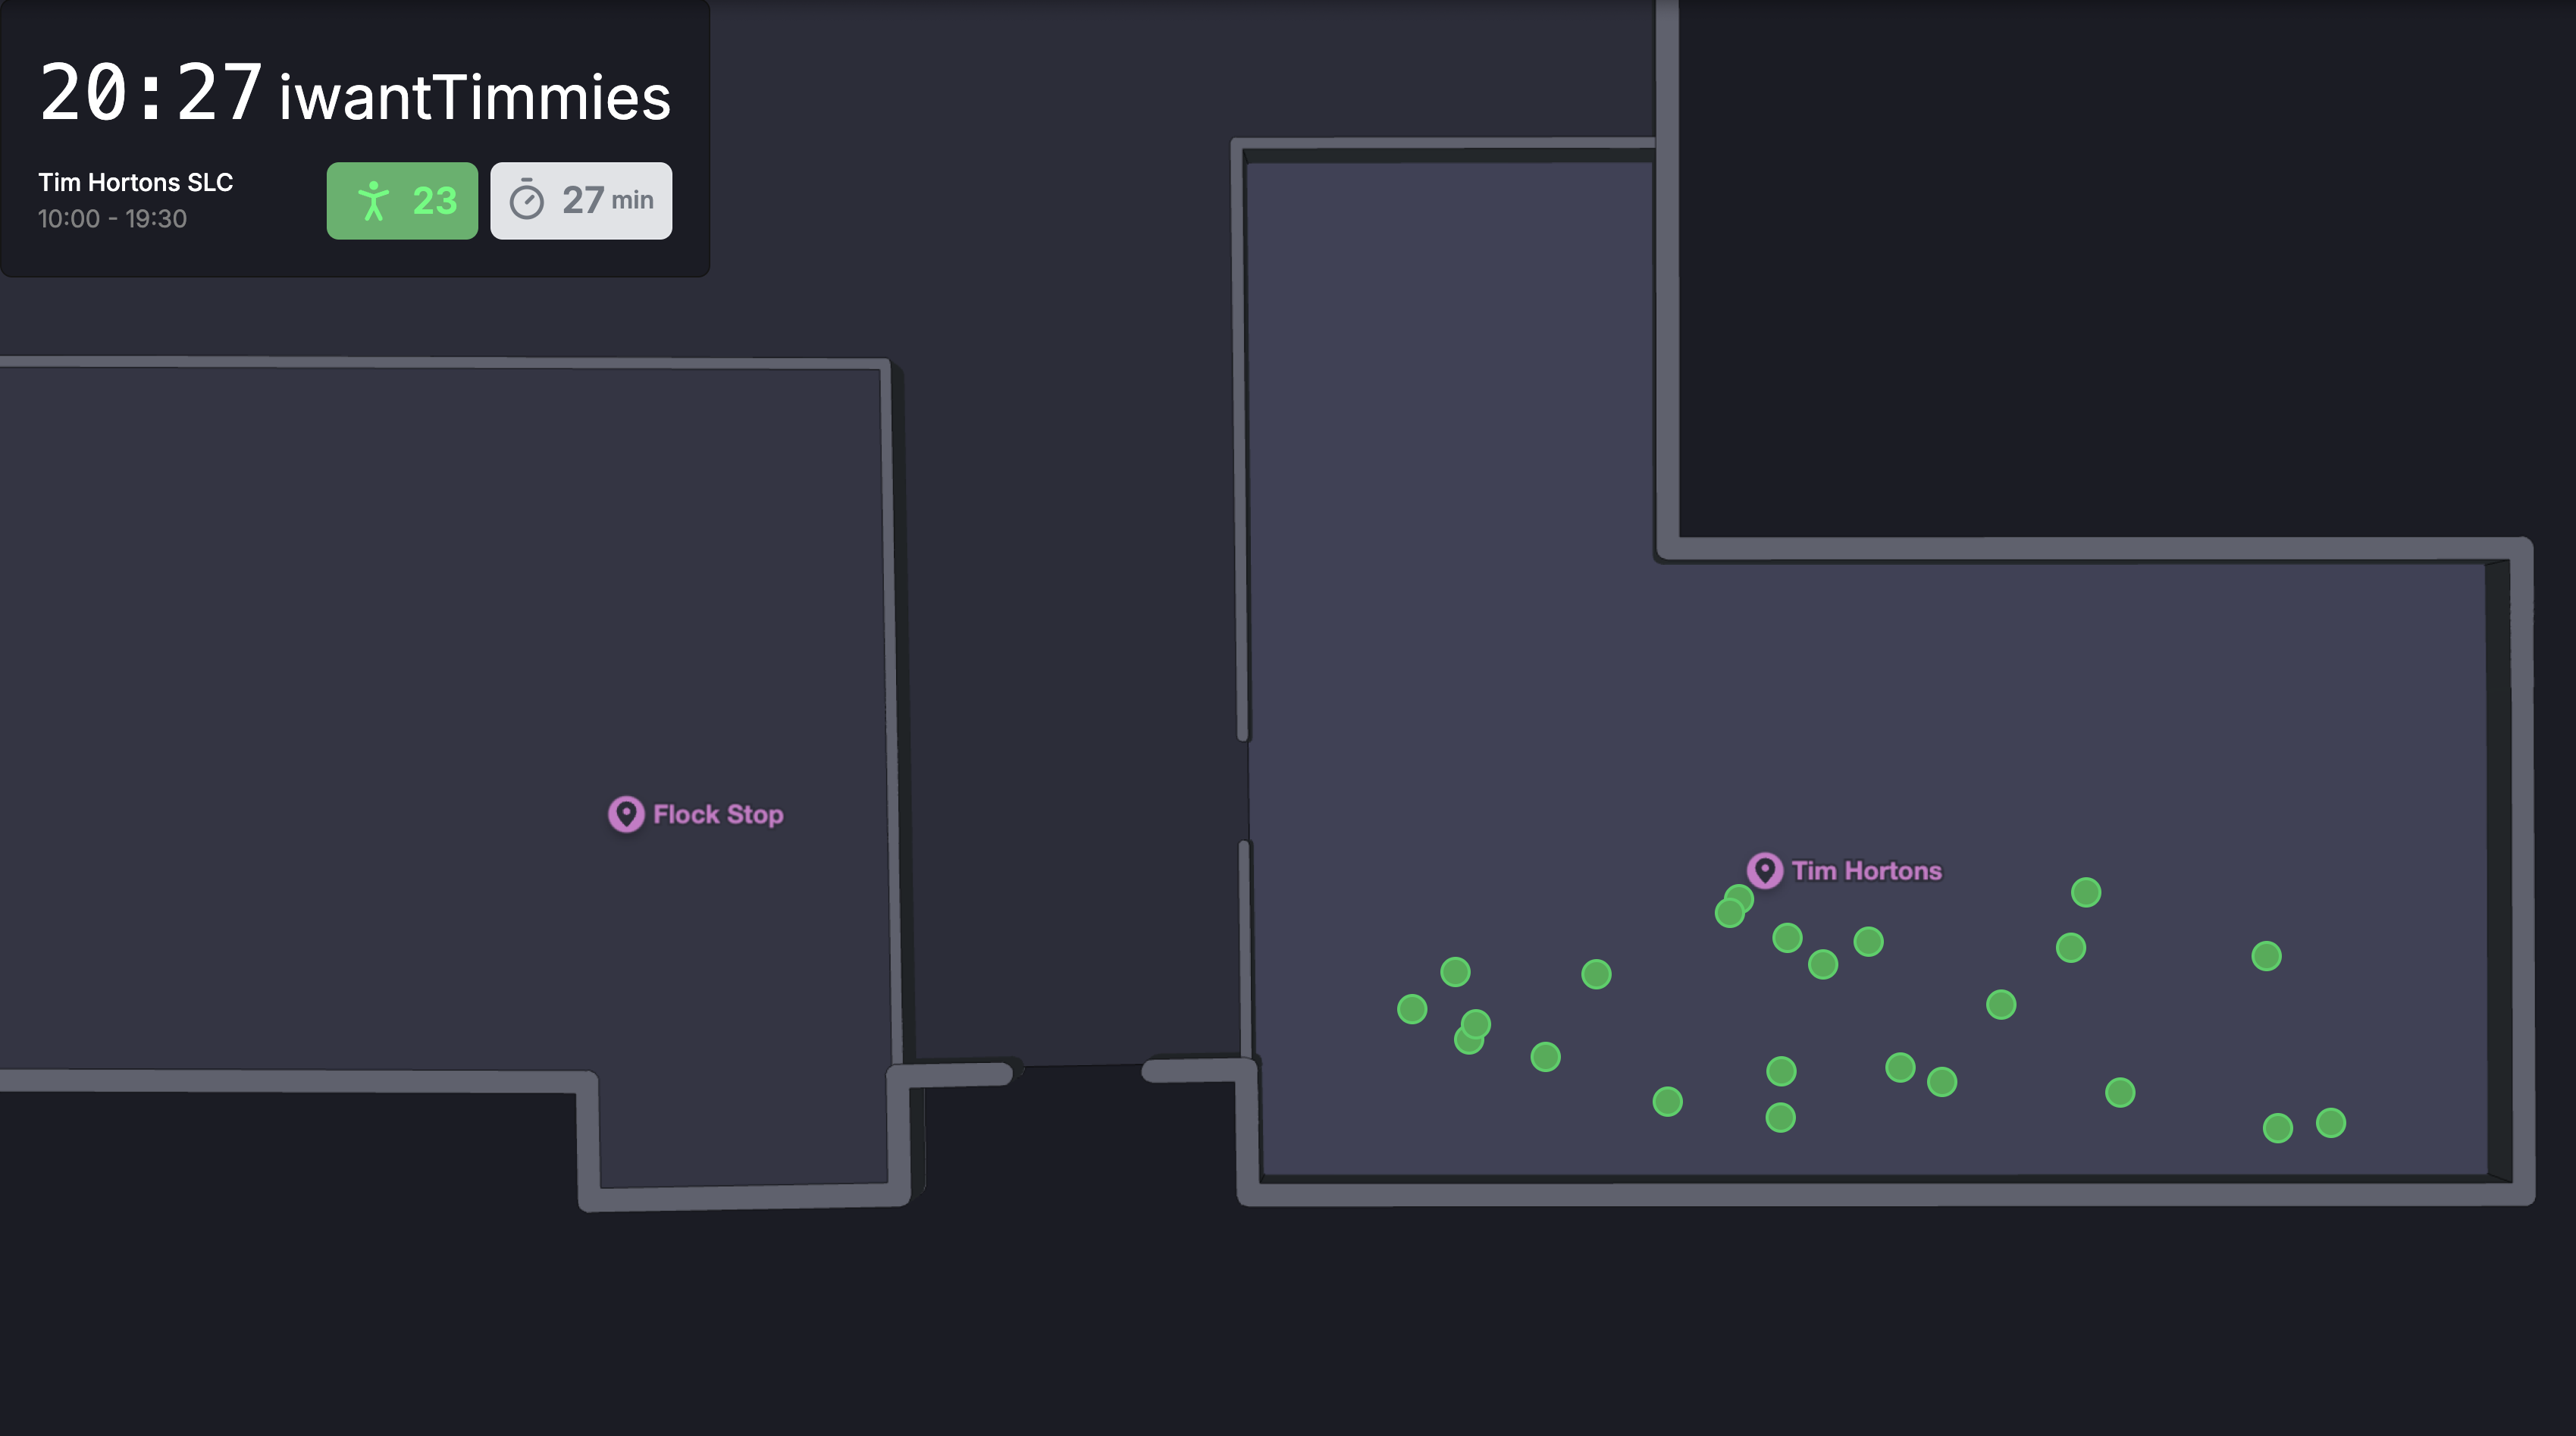 20:27 iwantTimmies
Tim Hortons SLC
10:00 - 19:30
23
27 min
Flock Stop
Tim Hortons